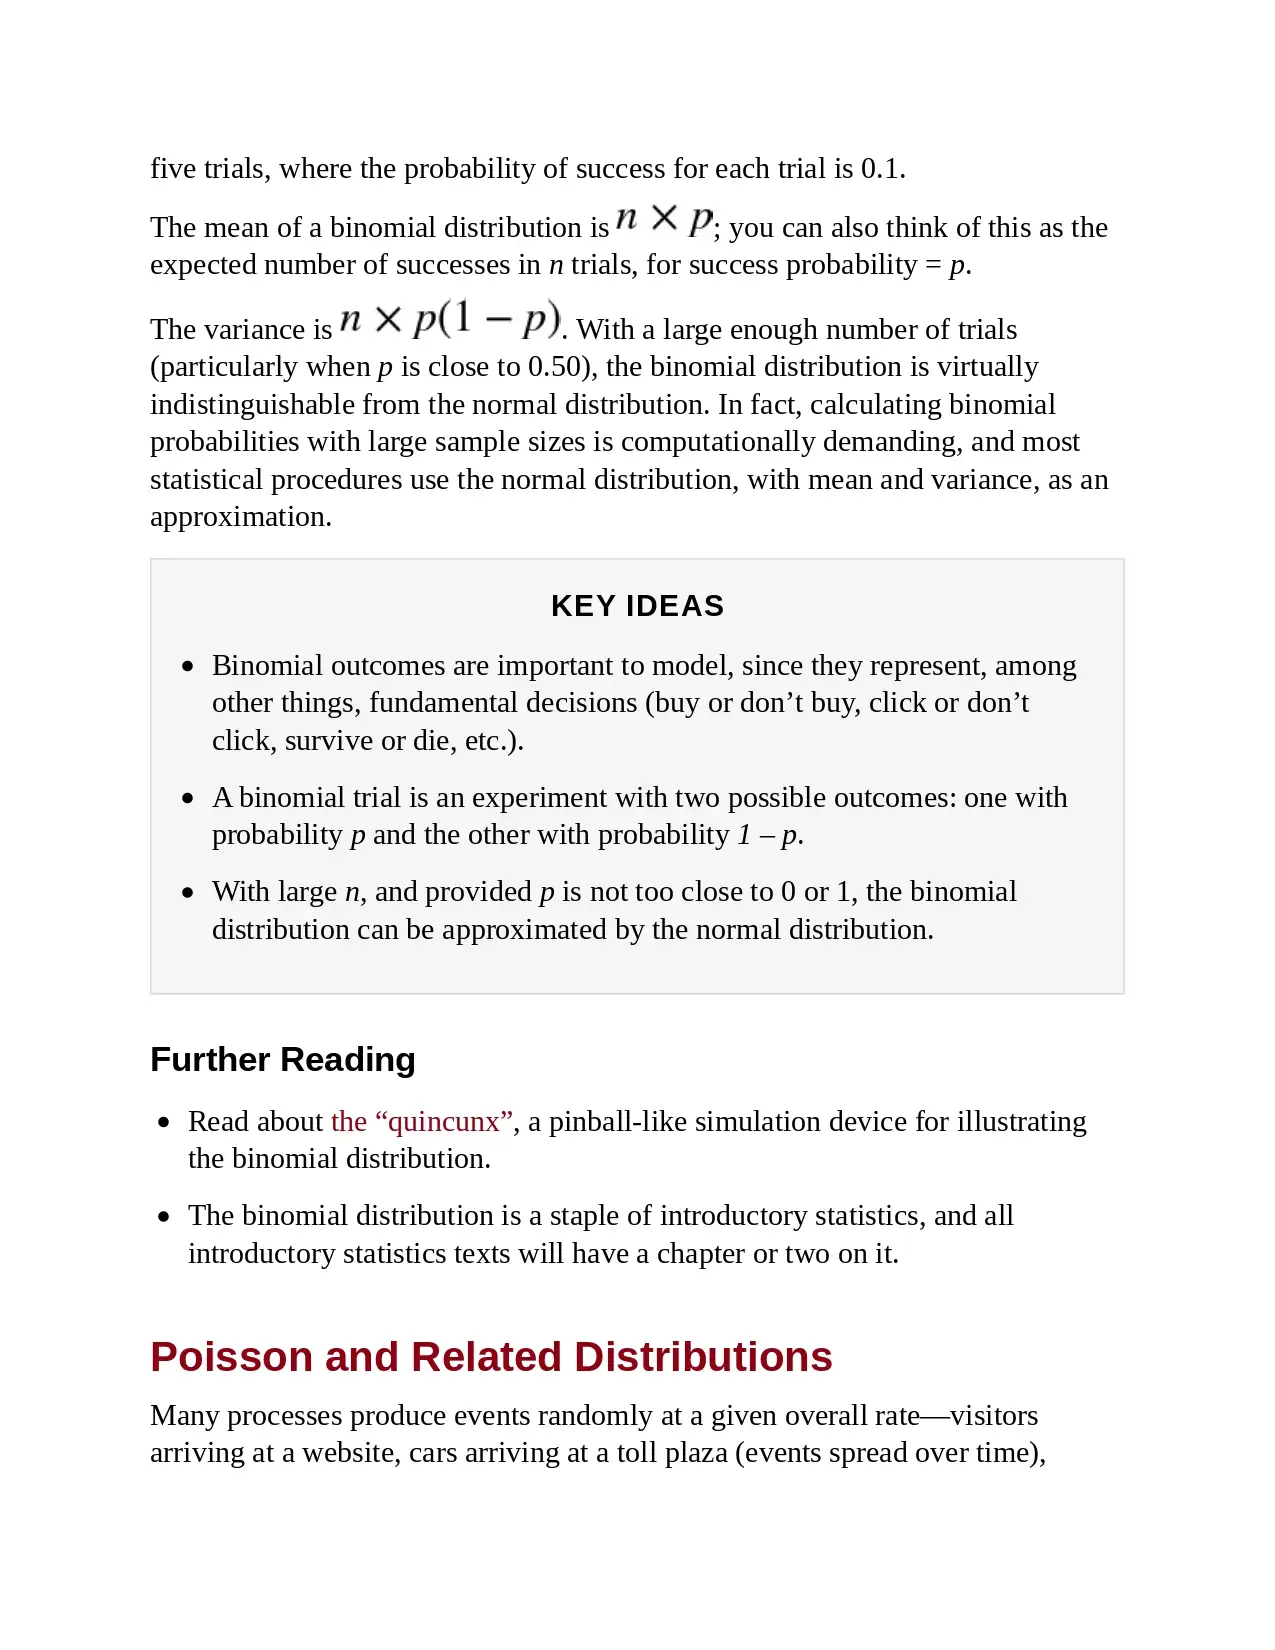 five trials, where the probability of success for each trial is 0.1.
The mean of a binomial distribution is n × p; you can also think of this as the
expected number of successes in n trials, for success probability = p.
The variance is n × p(1 − p). With a large enough number of trials
(particularly when p is close to 0.50), the binomial distribution is virtually
indistinguishable from the normal distribution. In fact, calculating binomial
probabilities with large sample sizes is computationally demanding, and most
statistical procedures use the normal distribution, with mean and variance, as an
approximation.
KEY IDEAS
• Binomial outcomes are important to model, since they represent, among
other things, fundamental decisions (buy or don’t buy, click or don’t
click, survive or die, etc.).
• A binomial trial is an experiment with two possible outcomes: one with
probability p and the other with probability 1 – p.
• With large n, and provided p is not too close to 0 or 1, the binomial
distribution can be approximated by the normal distribution.
Further Reading
• Read about the “quincunx”, a pinball-like simulation device for illustrating
the binomial distribution.
• The binomial distribution is a staple of introductory statistics, and all
introductory statistics texts will have a chapter or two on it.
Poisson and Related Distributions
Many processes produce events randomly at a given overall rate—visitors
arriving at a website, cars arriving at a toll plaza (events spread over time),